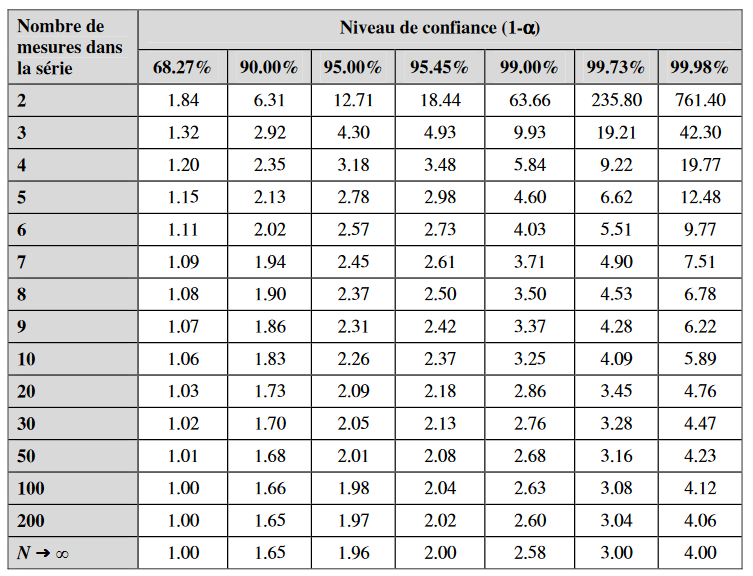 Nombre de mesures dans la série Niveau de confiance (1-α)
68.27% 90.00% 95.00% 95.45% 99.00% 99.73% 99.98%
2 1.84 6.31 12.71 18.44 63.66 235.80 761.40
3 1.32 2.92 4.30 4.93 9.93 19.21 42.30
4 1.20 2.35 3.18 3.48 5.84 9.22 19.77
5 1.15 2.13 2.78 2.98 4.60 6.62 12.48
6 1.11 2.02 2.57 2.73 4.03 5.51 9.77
7 1.09 1.94 2.45 2.61 3.71 4.90 7.51
8 1.08 1.90 2.37 2.50 3.50 4.53 6.78
9 1.07 1.86 2.31 2.42 3.37 4.28 6.22
10 1.06 1.83 2.26 2.37 3.25 4.09 5.89
20 1.03 1.73 2.09 2.18 2.86 3.45 4.76
30 1.02 1.70 2.05 2.13 2.76 3.28 4.47
50 1.01 1.68 2.01 2.08 2.68 3.16 4.23
100 1.00 1.66 1.98 2.04 2.63 3.08 4.12
200 1.00 1.65 1.97 2.02 2.60 3.04 4.06
N ➔ ∞ 1.00 1.65 1.96 2.00 2.58 3.00 4.00